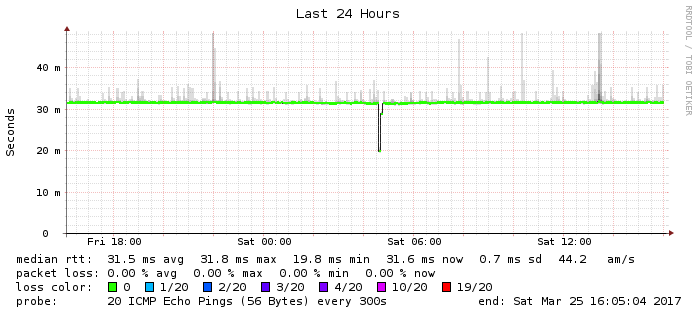 Last 24 Hours
RRDTOOL / TOBI OETIKER
Seconds
40 m
30 m
20 m
10 m
0
Fri 18:00 Sat 00:00 Sat 06:00 Sat 12:00
median rtt: 31.5 ms avg 31.8 ms max 19.8 ms min 31.6 ms now 0.7 ms sd 44.2 am/s
packet loss: 0.00 % avg 0.00 % max 0.00 % min 0.00 % now
loss color: 0 1/20 2/20 3/20 4/20 10/20 19/20
probe: 20 ICMP Echo Pings (56 Bytes) every 300s end: Sat Mar 25 16:05:04 2017